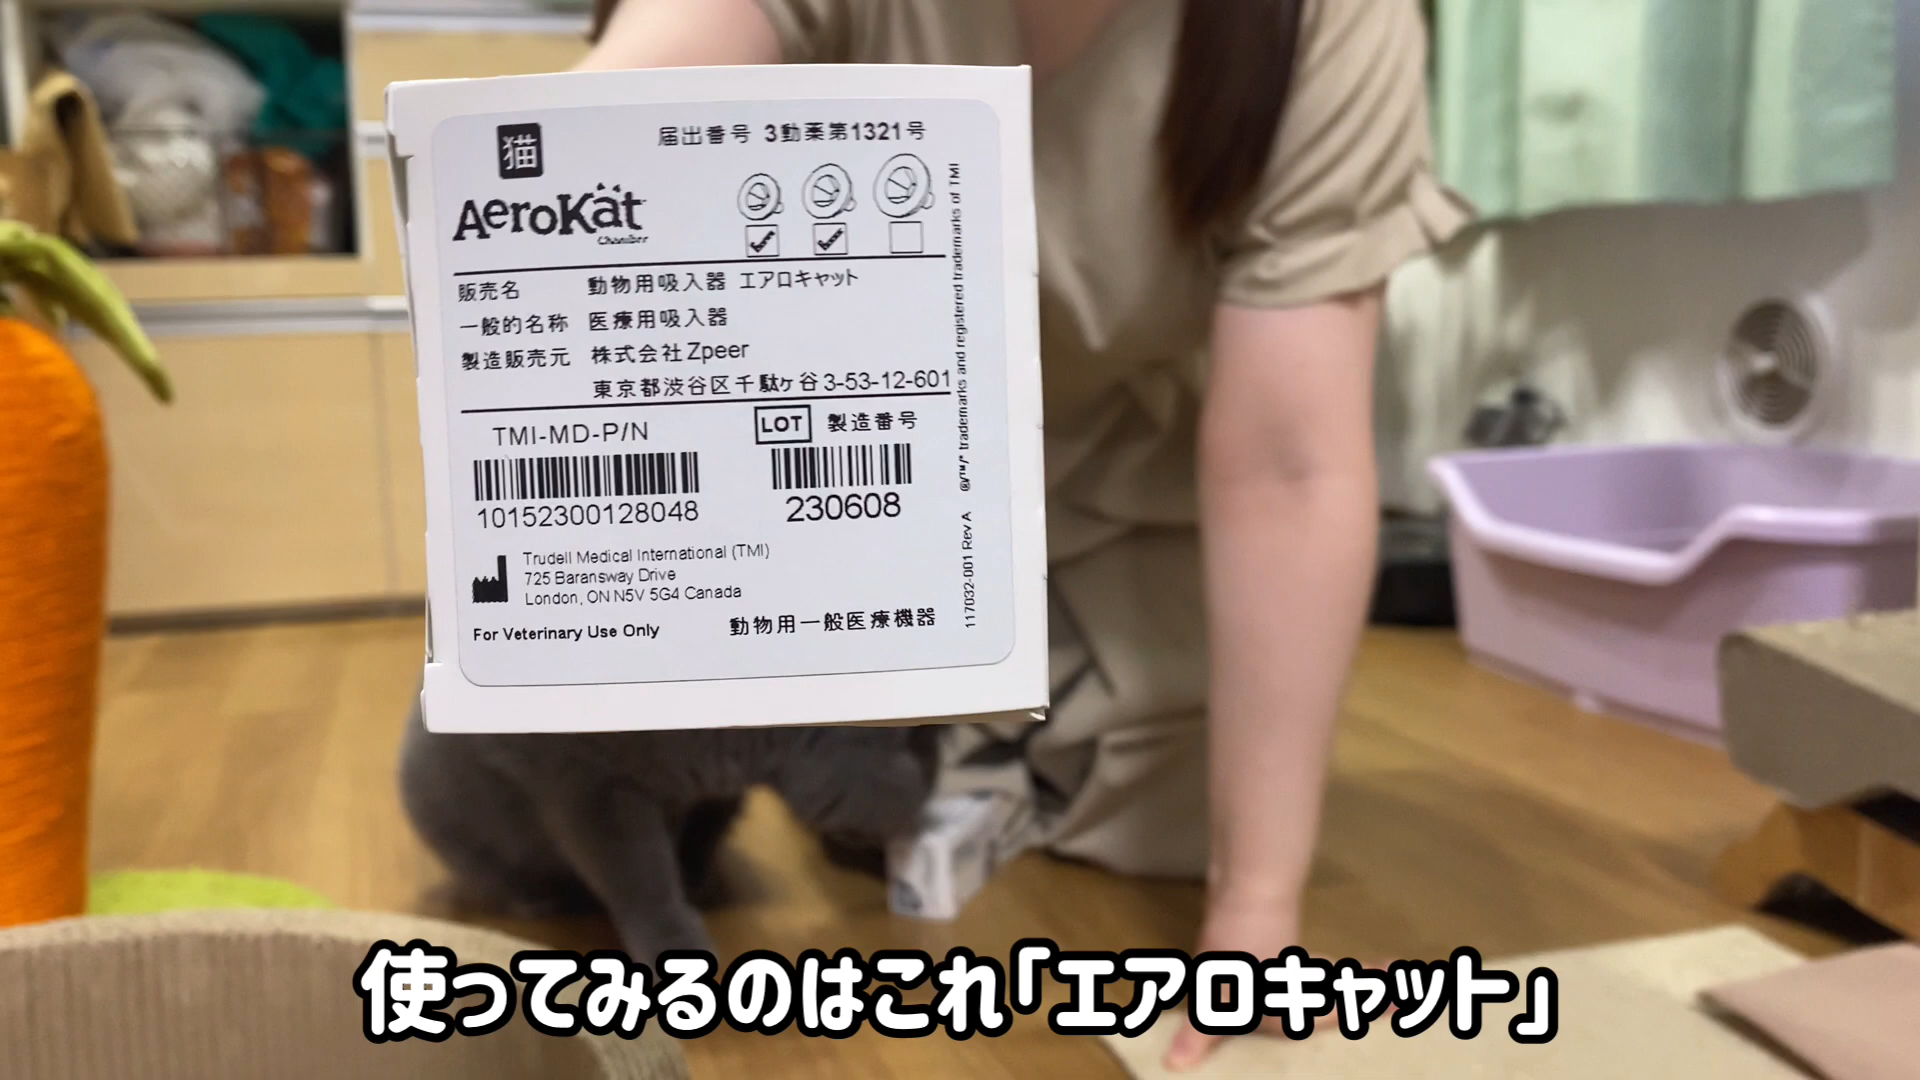 猫
届出番号 3動薬第1321号
AeroKat
Chamber
販売名 動物用吸入器 エアロキャット
一般的名称 医療用吸入器
製造販売元 株式会社Zpeer
東京都渋谷区千駄ヶ谷3-53-12-601
TMI-MD-P/N
LOT 製造番号
10152300128048
230608
Trudell Medical International (TMI)
725 Baransway Drive
London, ON N5V 5G4 Canada
For Veterinary Use Only
動物用一般医療機器
117032-001 Rev A ®/™/* trademarks and registered trademarks of TMI
使ってみるのはこれ「エアロキャット」